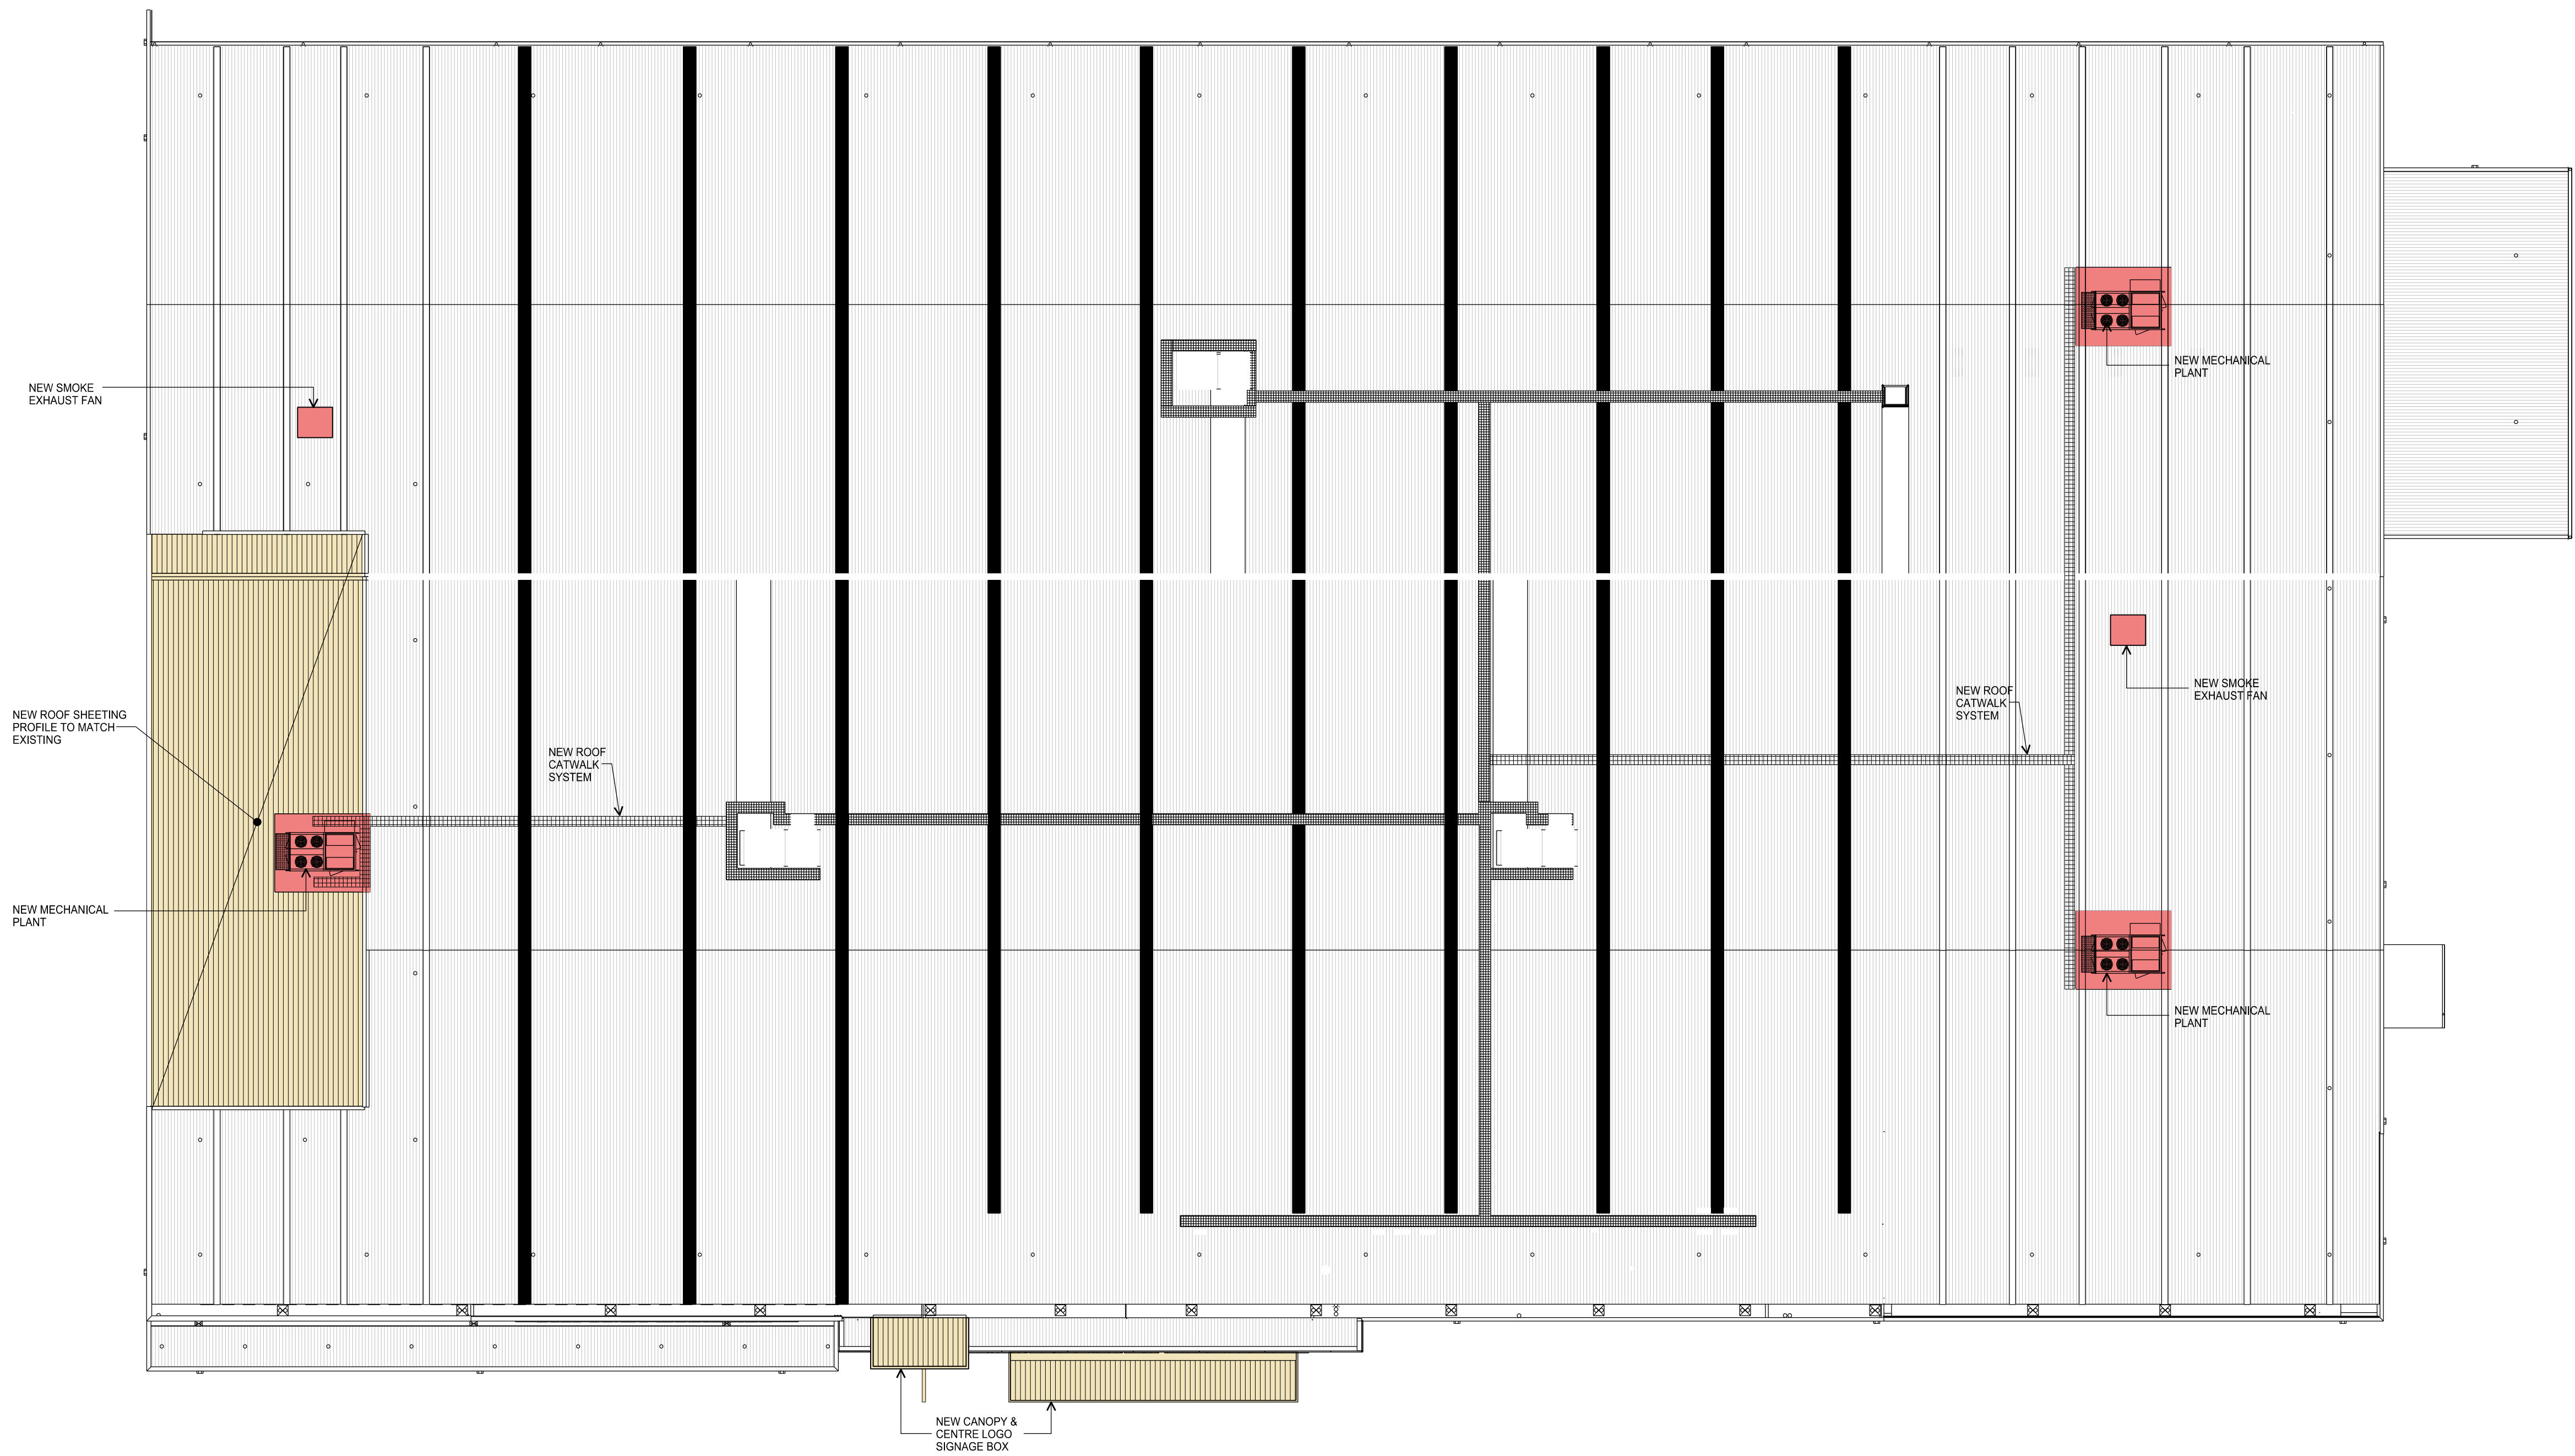 NEW MECHANICAL
PLANT
NEW SMOKE
EXHAUST FAN
NEW SMOKE
EXHAUST FAN
NEW ROOF
CATWALK
SYSTEM
NEW ROOF SHEETING
PROFILE TO MATCH
EXISTING
NEW ROOF
CATWALK
SYSTEM
NEW MECHANICAL
PLANT
NEW MECHANICAL
PLANT
NEW CANOPY &
CENTRE LOGO
SIGNAGE BOX